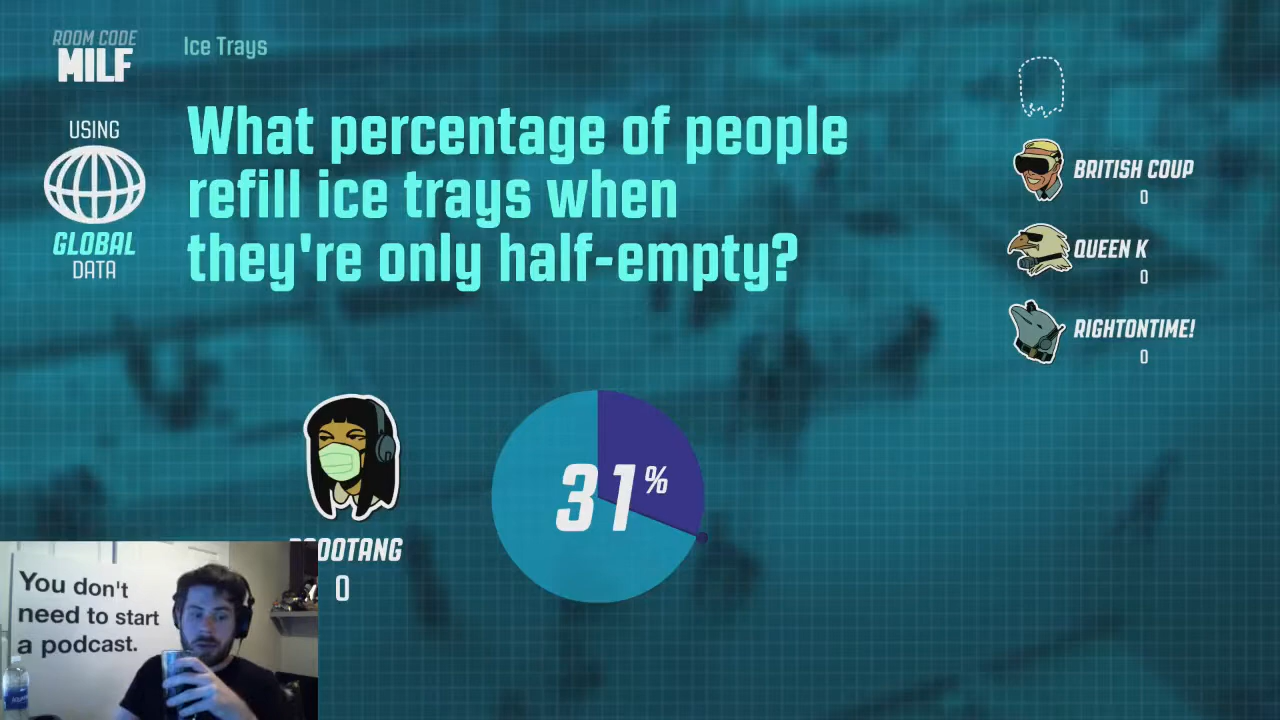 ROOM CODE
MILF
Ice Trays
USING
GLOBAL
DATA
What percentage of people
refill ice trays when
they're only half-empty?
BRITISH COUP
0
QUEEN K
0
RIGHTONTIME!
0
31%
0
You don't
need to start
a podcast.